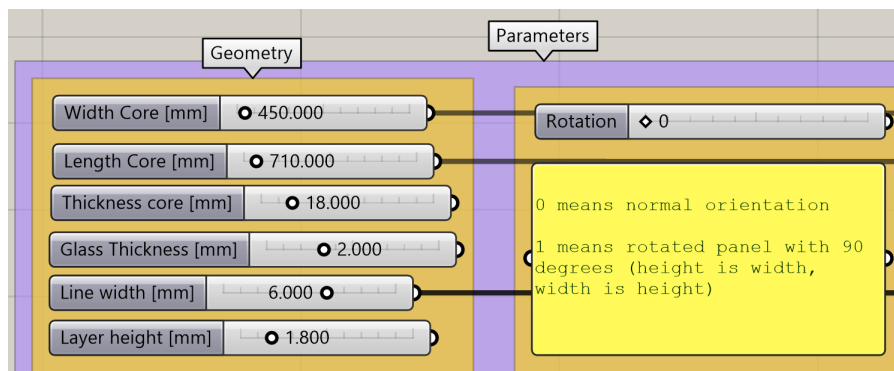 Parameters
Geometry
Width Core [mm] 450.000
Rotation 0
Length Core [mm] 710.000
Thickness core [mm] 18.000
0 means normal orientation
Glass Thickness [mm] 2.000
1 means rotated panel with 90
degrees (height is width,
width is height)
Line width [mm] 6.000
Layer height [mm] 1.800